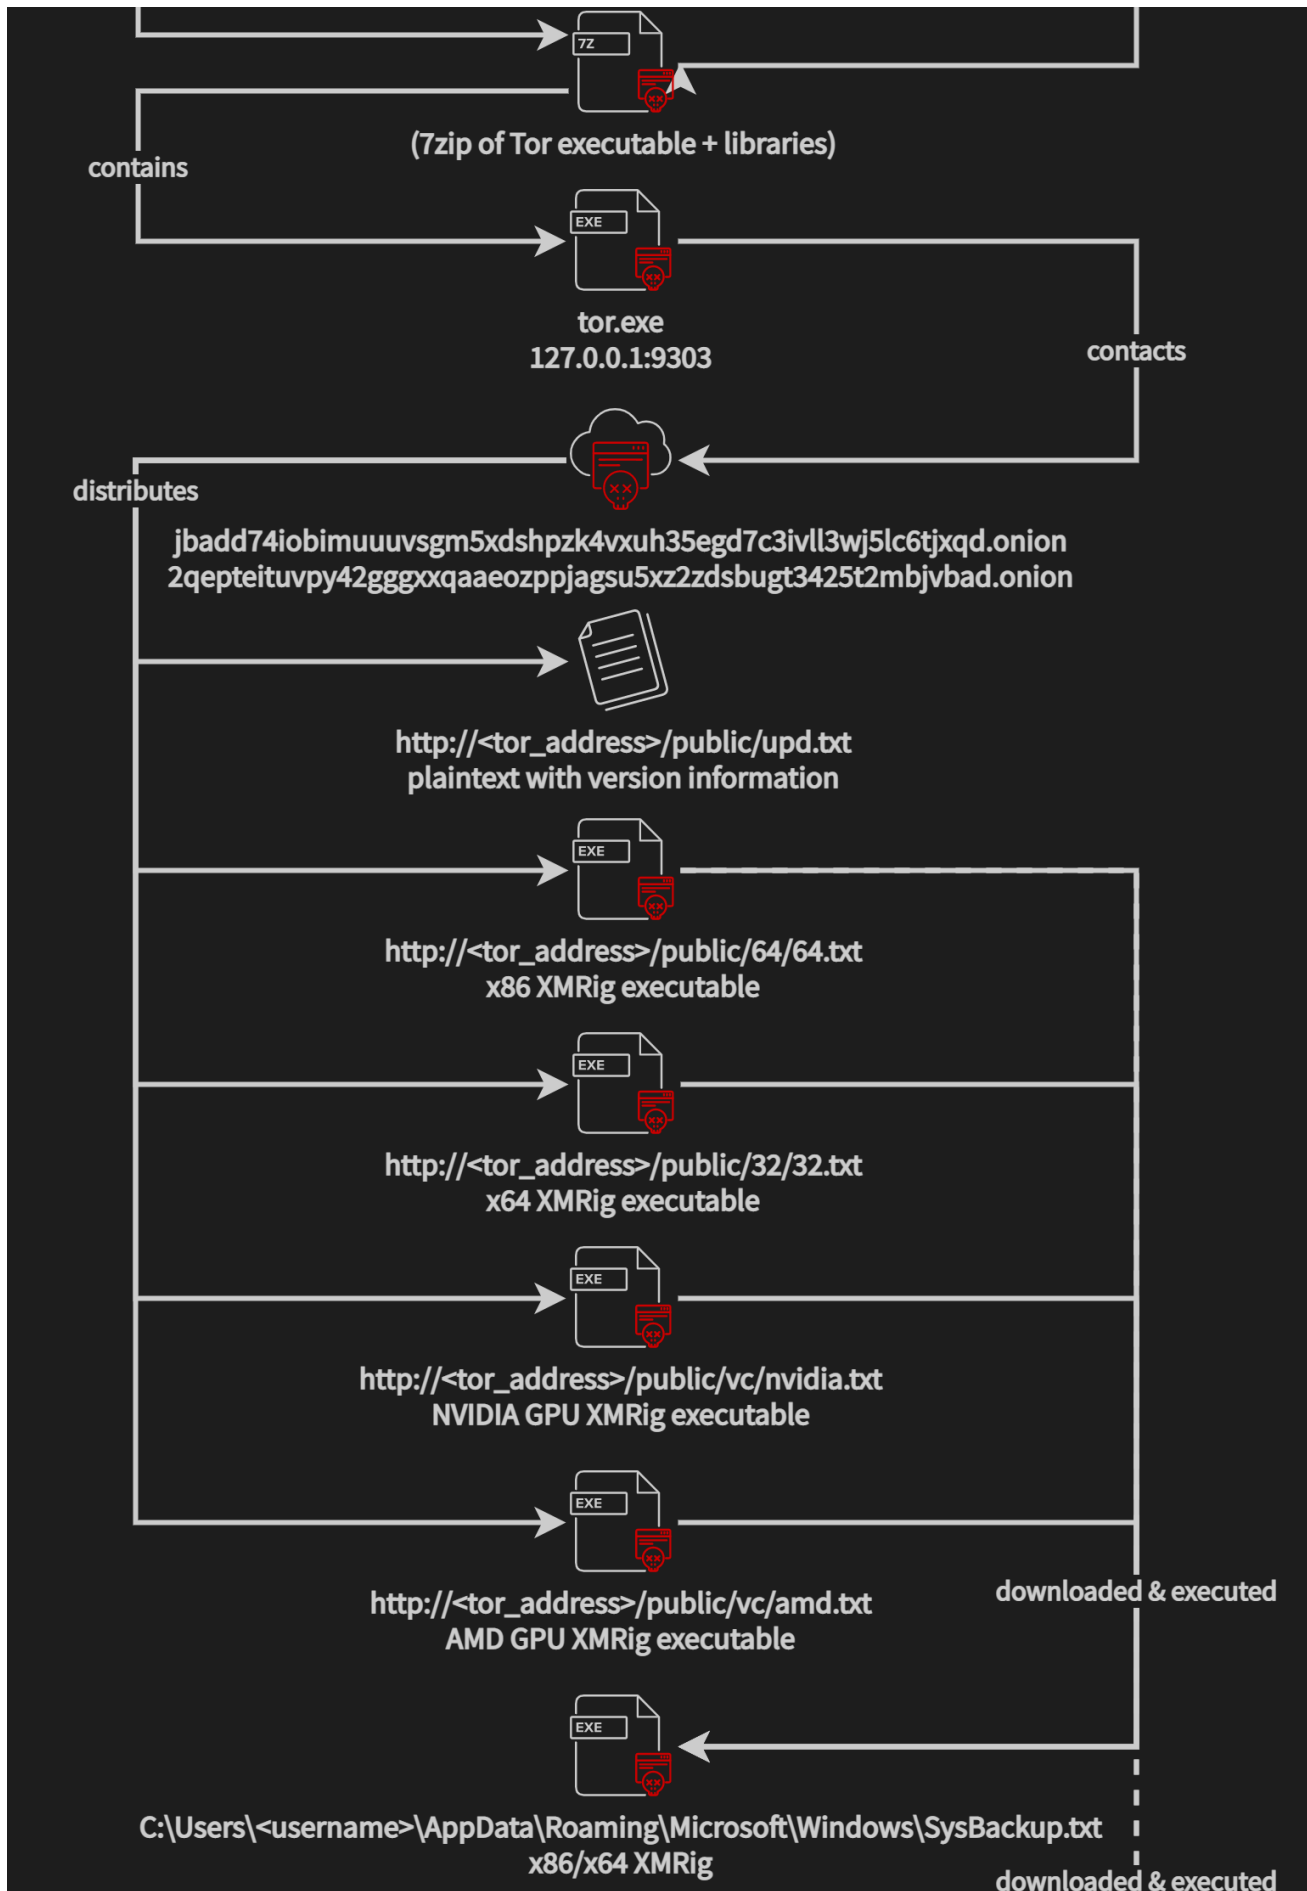 7Z
(7zip of Tor executable + libraries)
contains
EXE
tor.exe
127.0.0.1:9303
contacts
distributes
jbadd74iobimuuuvsgm5xdshpzk4vxuh35egd7c3ivll3wj5lc6tjxqd.onion
2qepteituvpy42gggxxqaaeozppjagsu5xz2zdsbugt3425t2mbjvbad.onion
http://<tor_address>/public/upd.txt
plaintext with version information
EXE
http://<tor_address>/public/64/64.txt
x86 XMRig executable
EXE
http://<tor_address>/public/32/32.txt
x64 XMRig executable
EXE
http://<tor_address>/public/vc/nvidia.txt
NVIDIA GPU XMRig executable
EXE
http://<tor_address>/public/vc/amd.txt
AMD GPU XMRig executable
downloaded & executed
EXE
C:\Users\<username>\AppData\Roaming\Microsoft\Windows\SysBackup.txt
x86/x64 XMRig
downloaded & executed